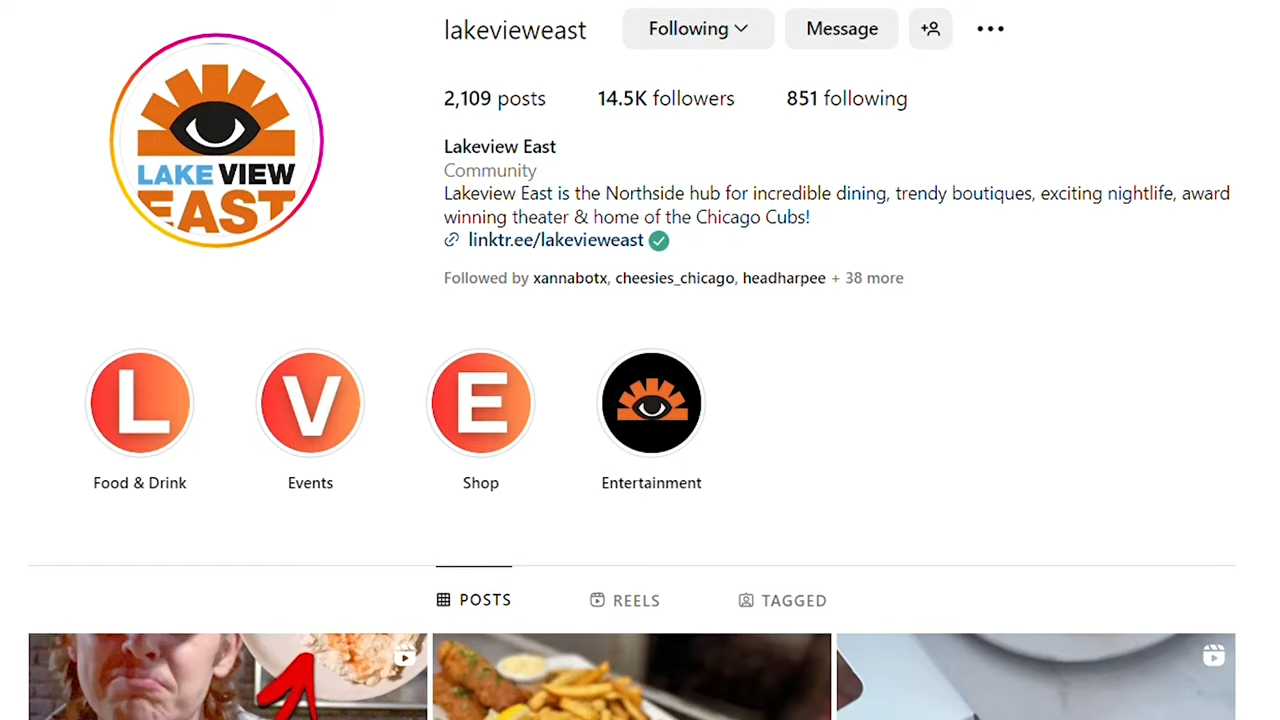 lakevieweast
Following
Message
2,109 posts
14.5K followers
851 following
LAKE VIEW
EAST
Lakeview East
Community
Lakeview East is the Northside hub for incredible dining, trendy boutiques, exciting nightlife, award
winning theater & home of the Chicago Cubs!
linktr.ee/lakevieweast
Followed by xannabotx, cheesies_chicago, headharpee + 38 more
L
V
E
Food & Drink
Events
Shop
Entertainment
POSTS
REELS
TAGGED